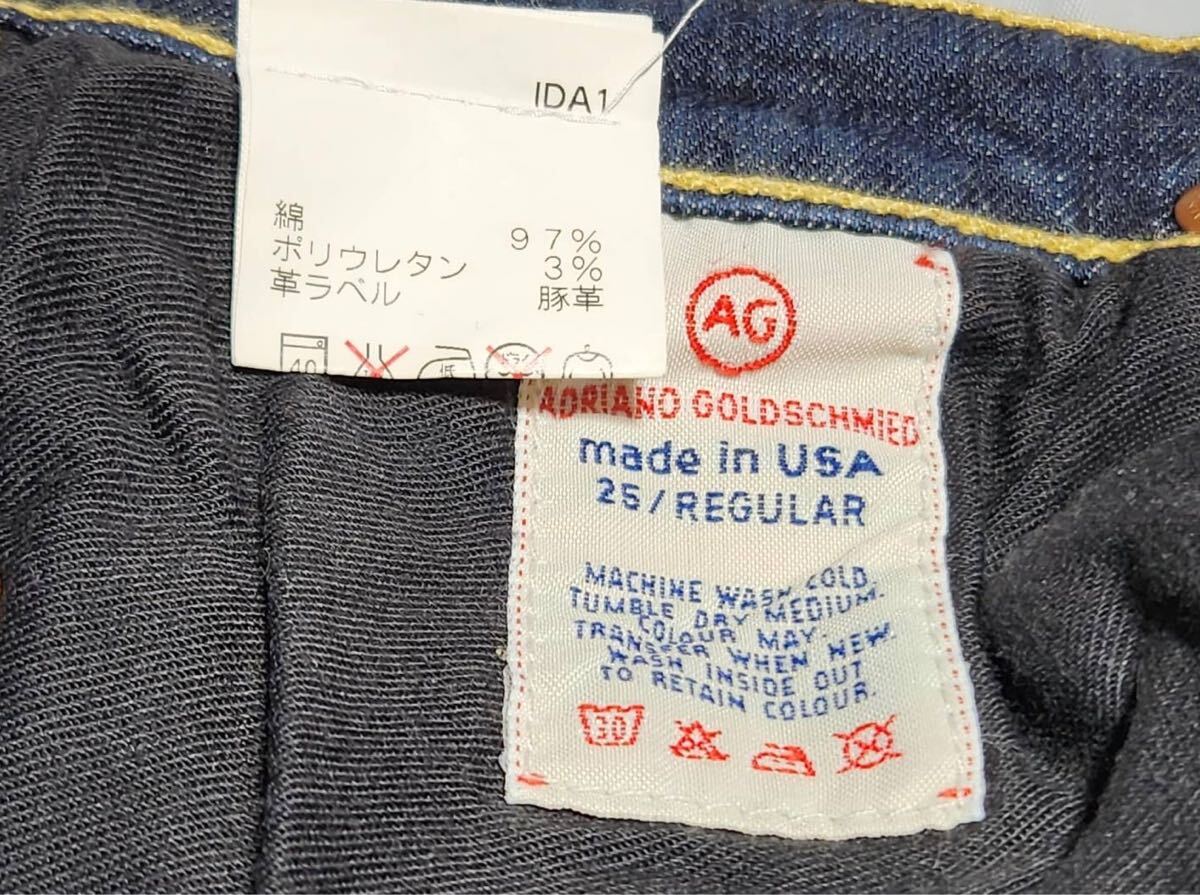 IDA1
綿 97%
ポリウレタン 3%
革ラベル 豚革
40
低
AG
ADRIANO GOLDSCHMIED
made in USA
25/REGULAR
MACHINE WASH COLD.
TUMBLE DRY MEDIUM.
COLOUR MAY
TRANSFER WHEN NEW.
WASH INSIDE OUT
TO RETAIN COLOUR.
30